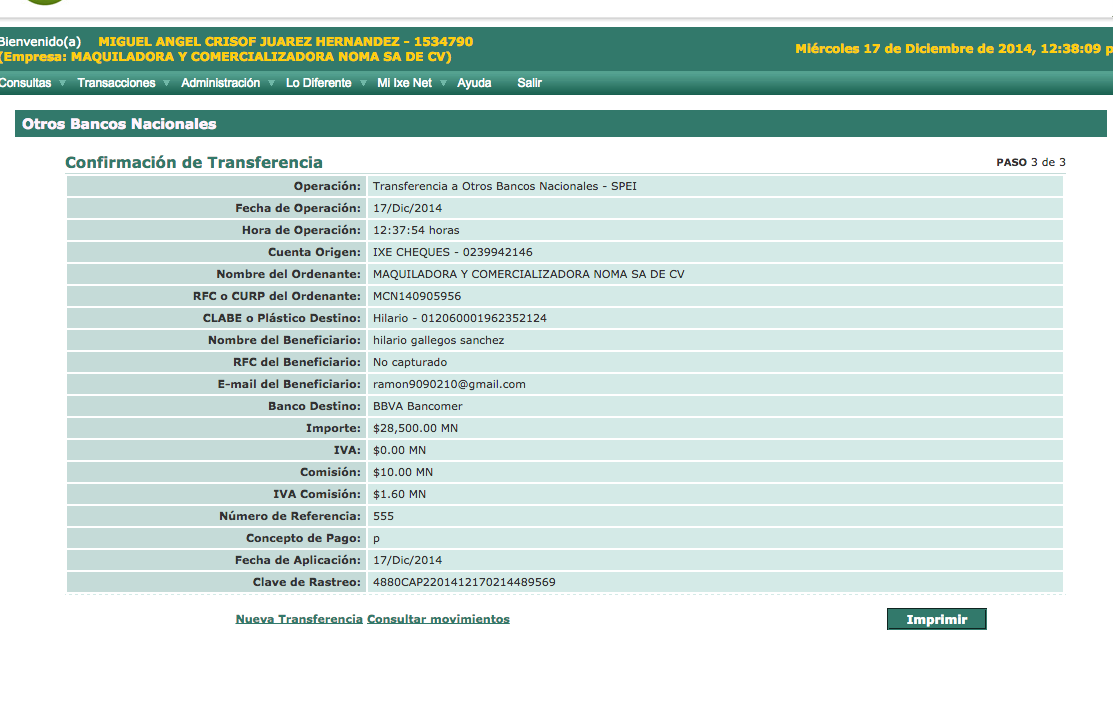 Bienvenido(a) MIGUEL ANGEL CRISOF JUAREZ HERNANDEZ - 1534790
(Empresa: MAQUILADORA Y COMERCIALIZADORA NOMA SA DE CV)
Miércoles 17 de Diciembre de 2014, 12:38:09 p
Consultas Transacciones Administración Lo Diferente Mi Ixe Net Ayuda Salir
Otros Bancos Nacionales
Confirmación de Transferencia PASO 3 de 3
Operación: Transferencia a Otros Bancos Nacionales - SPEI
Fecha de Operación: 17/Dic/2014
Hora de Operación: 12:37:54 horas
Cuenta Origen: IXE CHEQUES - 0239942146
Nombre del Ordenante: MAQUILADORA Y COMERCIALIZADORA NOMA SA DE CV
RFC o CURP del Ordenante: MCN140905956
CLABE o Plástico Destino: Hilario - 012060001962352124
Nombre del Beneficiario: hilario gallegos sanchez
RFC del Beneficiario: No capturado
E-mail del Beneficiario: ramon9090210@gmail.com
Banco Destino: BBVA Bancomer
Importe: $28,500.00 MN
IVA: $0.00 MN
Comisión: $10.00 MN
IVA Comisión: $1.60 MN
Número de Referencia: 555
Concepto de Pago: p
Fecha de Aplicación: 17/Dic/2014
Clave de Rastreo: 4880CAP2201412170214489569
Nueva Transferencia Consultar movimientos Imprimir